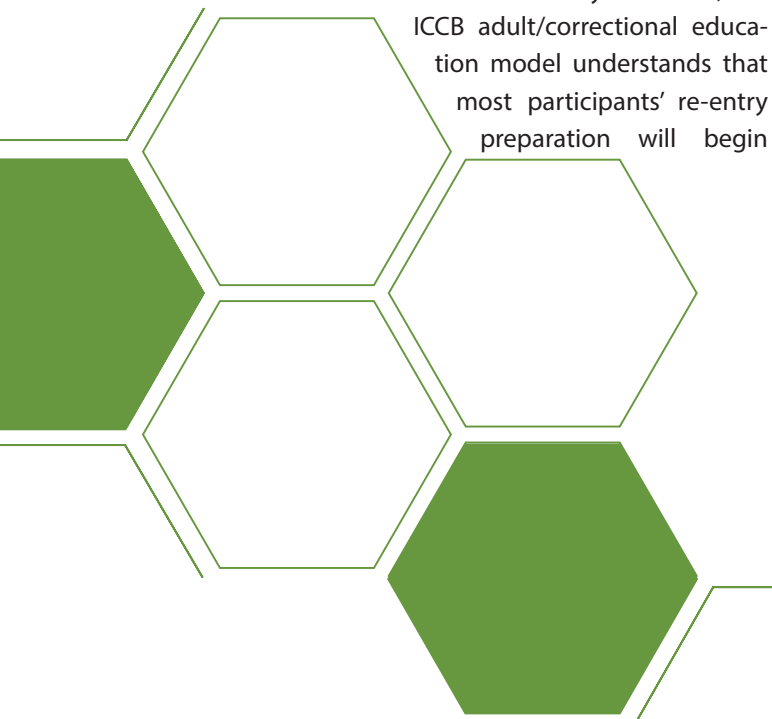 ICCB adult/correctional educa-
tion model understands that
most participants’ re-entry
preparation will begin